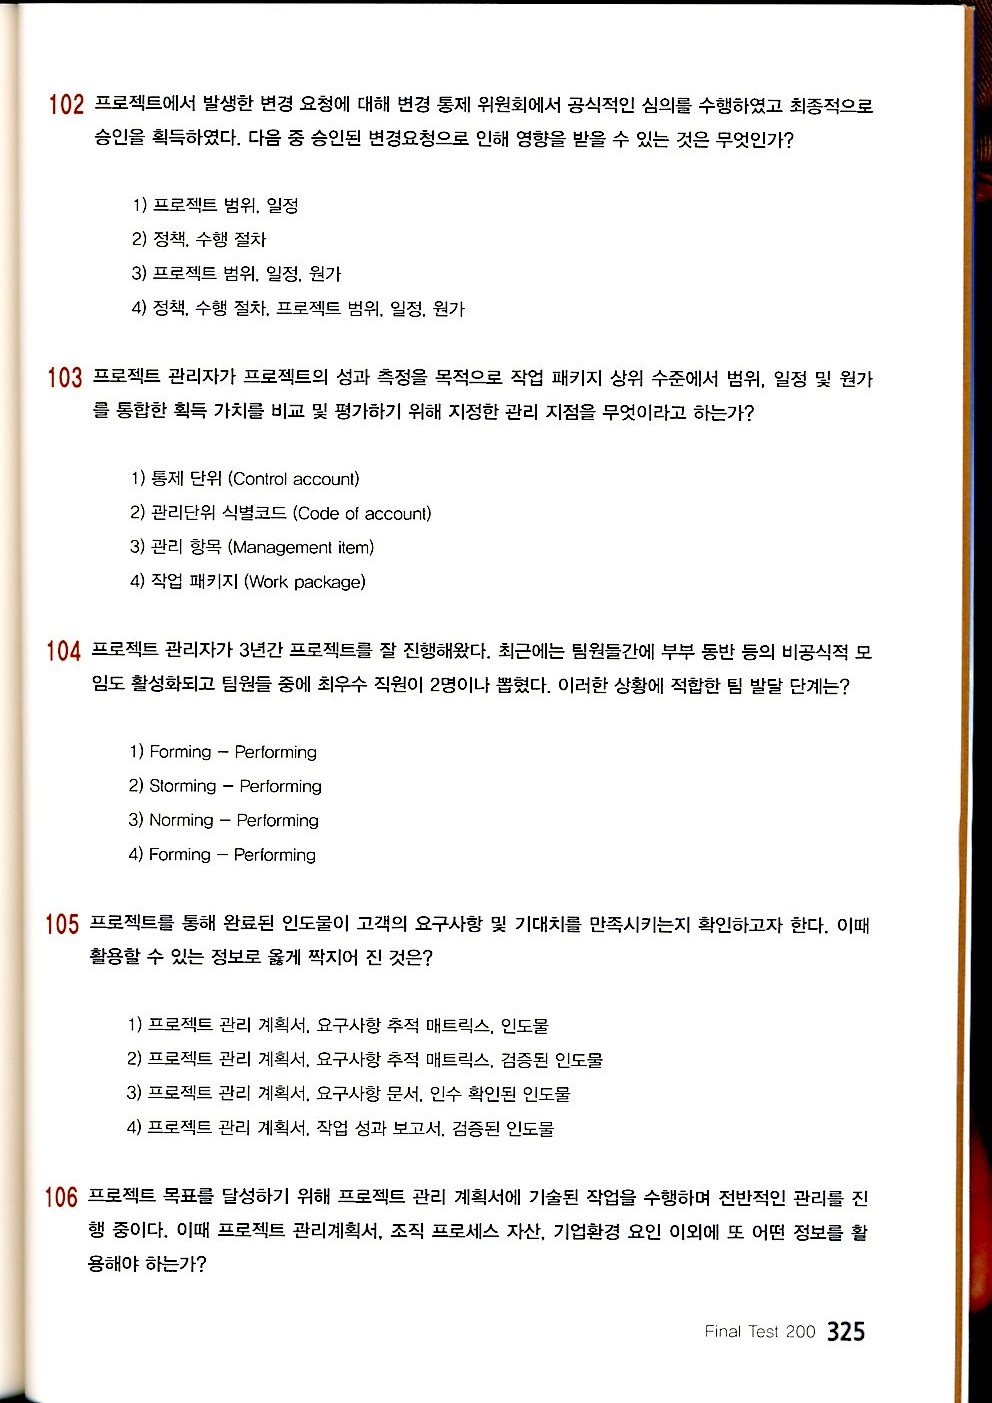 102 프로젝트에서 발생한 변경 요청에 대해 변경 통제 위원회에서 공식적인 심의를 수행하였고 최종적으로
승인을 획득하였다. 다음 중 승인된 변경요청으로 인해 영향을 받을 수 있는 것은 무엇인가?
1) 프로젝트 범위, 일정
2) 정책, 수행 절차
3) 프로젝트 범위, 일정, 원가
4) 정책, 수행 절차, 프로젝트 범위, 일정, 원가
103 프로젝트 관리자가 프로젝트의 성과 측정을 목적으로 작업 패키지 상위 수준에서 범위, 일정 및 원가
를 통합한 획득 가치를 비교 및 평가하기 위해 지정한 관리 지점을 무엇이라고 하는가?
1) 통제 단위 (Control account)
2) 관리단위 식별코드 (Code of account)
3) 관리 항목 (Management item)
4) 작업 패키지 (Work package)
104 프로젝트 관리자가 3년간 프로젝트를 잘 진행해왔다. 최근에는 팀원들간에 부부 동반 등의 비공식적 모
임도 활성화되고 팀원들 중에 최우수 직원이 2명이나 뽑혔다. 이러한 상황에 적합한 팀 발달 단계는?
1) Forming – Performing
2) Storming – Performing
3) Norming – Performing
4) Forming – Performing
105 프로젝트를 통해 완료된 인도물이 고객의 요구사항 및 기대치를 만족시키는지 확인하고자 한다. 이때
활용할 수 있는 정보로 옳게 짝지어 진 것은?
1) 프로젝트 관리 계획서, 요구사항 추적 매트릭스, 인도물
2) 프로젝트 관리 계획서, 요구사항 추적 매트릭스, 검증된 인도물
3) 프로젝트 관리 계획서, 요구사항 문서, 인수 확인된 인도물
4) 프로젝트 관리 계획서, 작업 성과 보고서, 검증된 인도물
106 프로젝트 목표를 달성하기 위해 프로젝트 관리 계획서에 기술된 작업을 수행하며 전반적인 관리를 진
행 중이다. 이때 프로젝트 관리계획서, 조직 프로세스 자산, 기업환경 요인 이외에 또 어떤 정보를 활
용해야 하는가?
Final Test 200 325